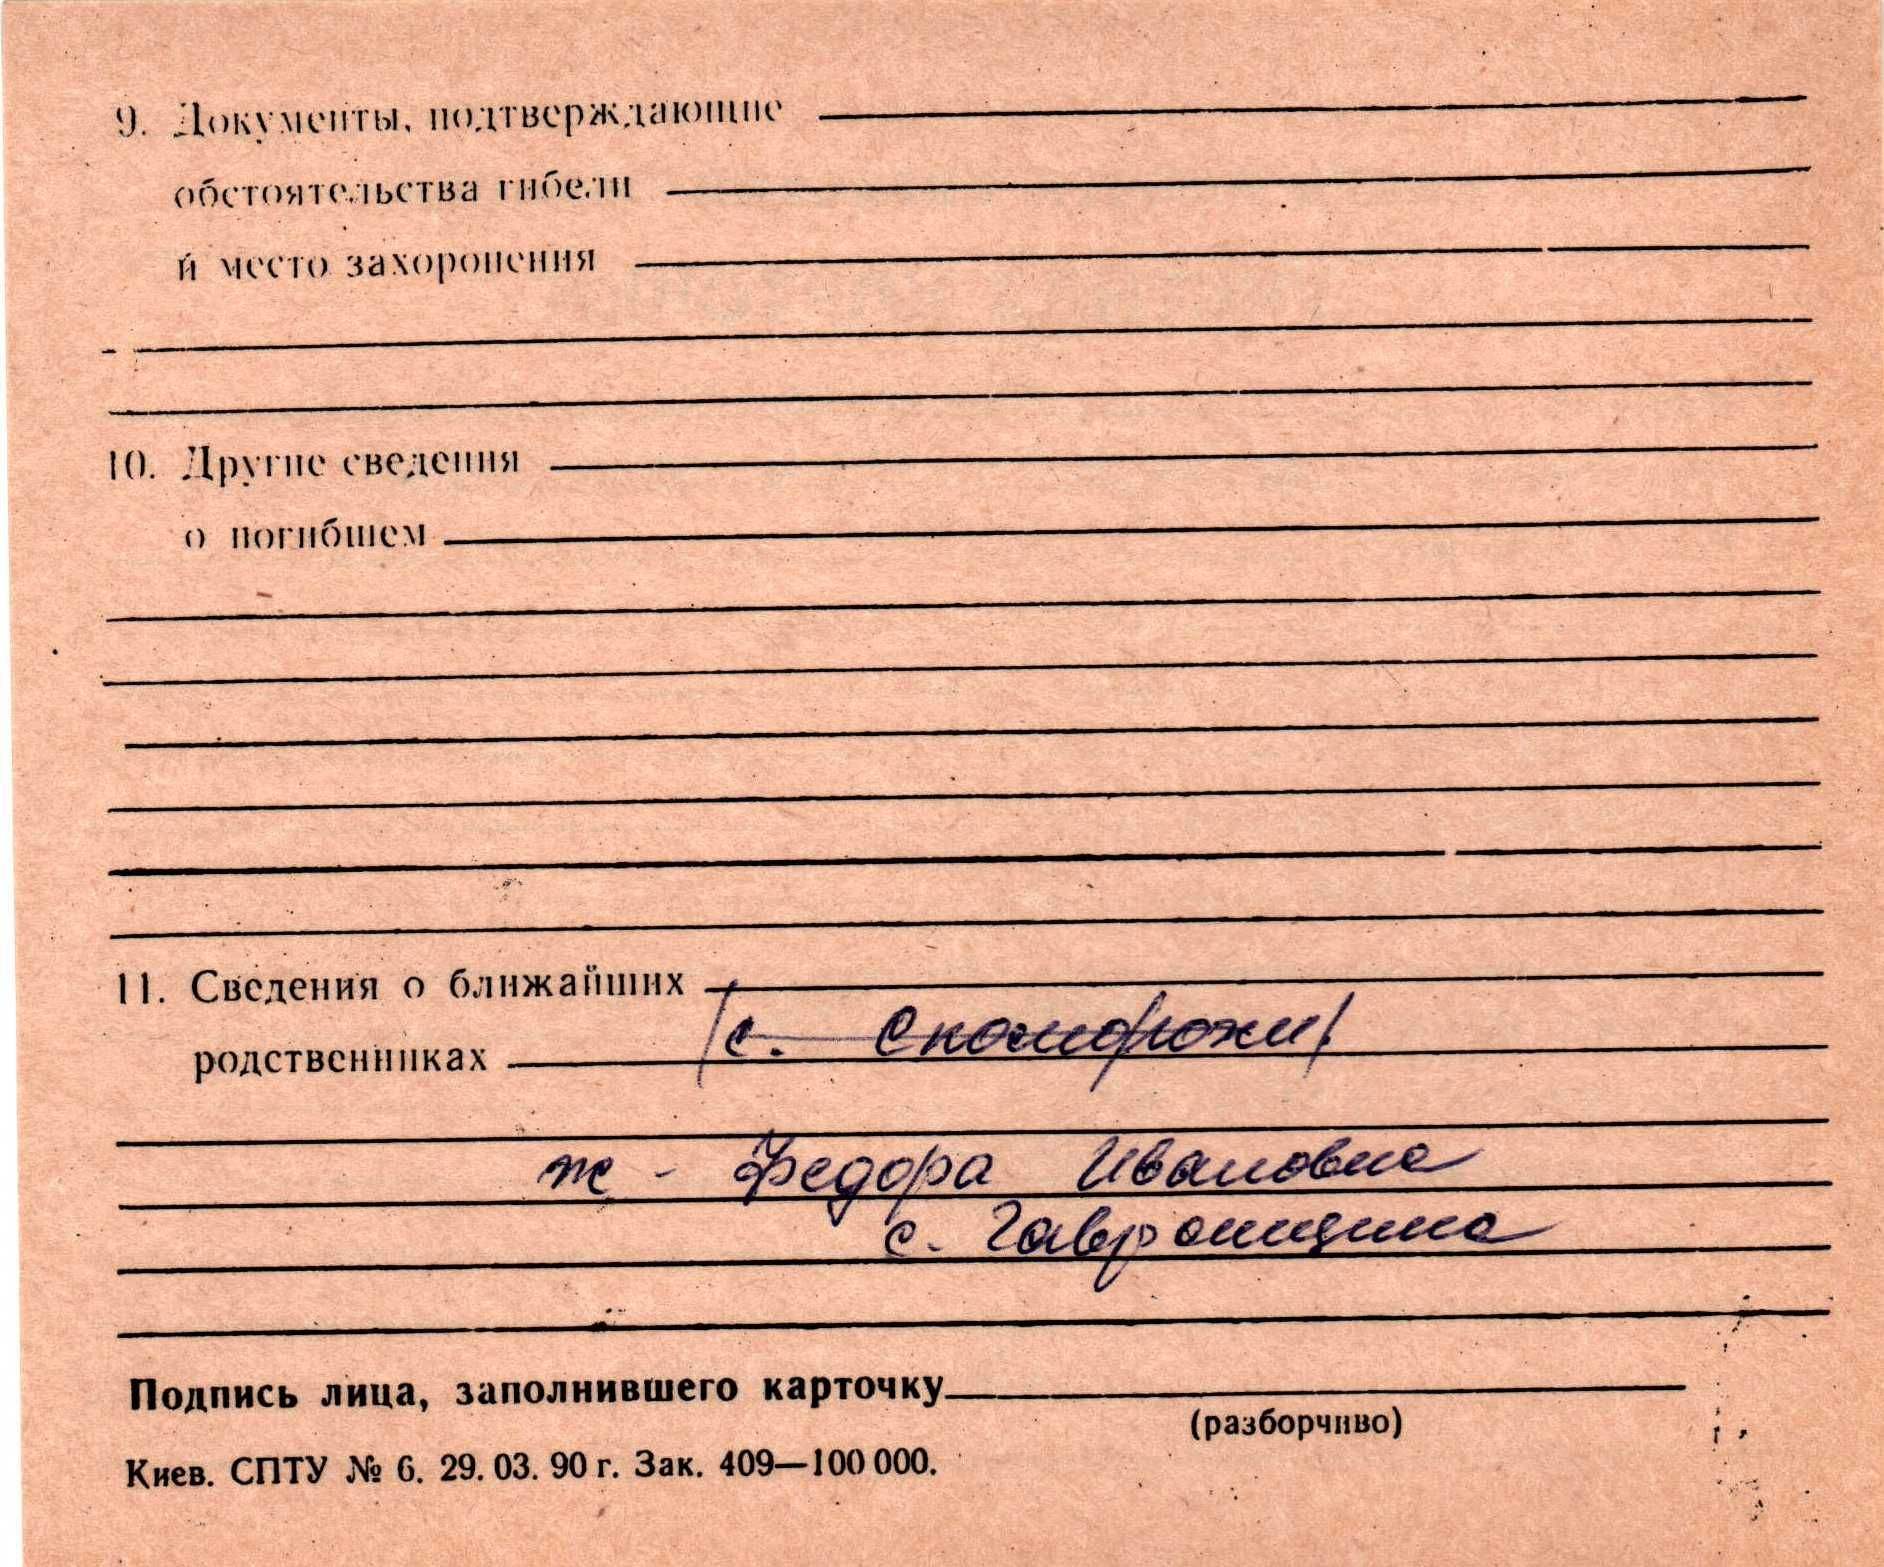 9. Документы, подтверждающие
обстоятельства гибели
и место захоронения
10. Другие сведения
о погибшем
11. Сведения о ближайших
родственниках (с. Скоморохи)
ж - Федора Ивановна
с. Гавронщина
Подпись лица, заполнившего карточку
(разборчиво)
Киев. СПТУ № 6. 29. 03. 90 г. Зак. 409—100 000.